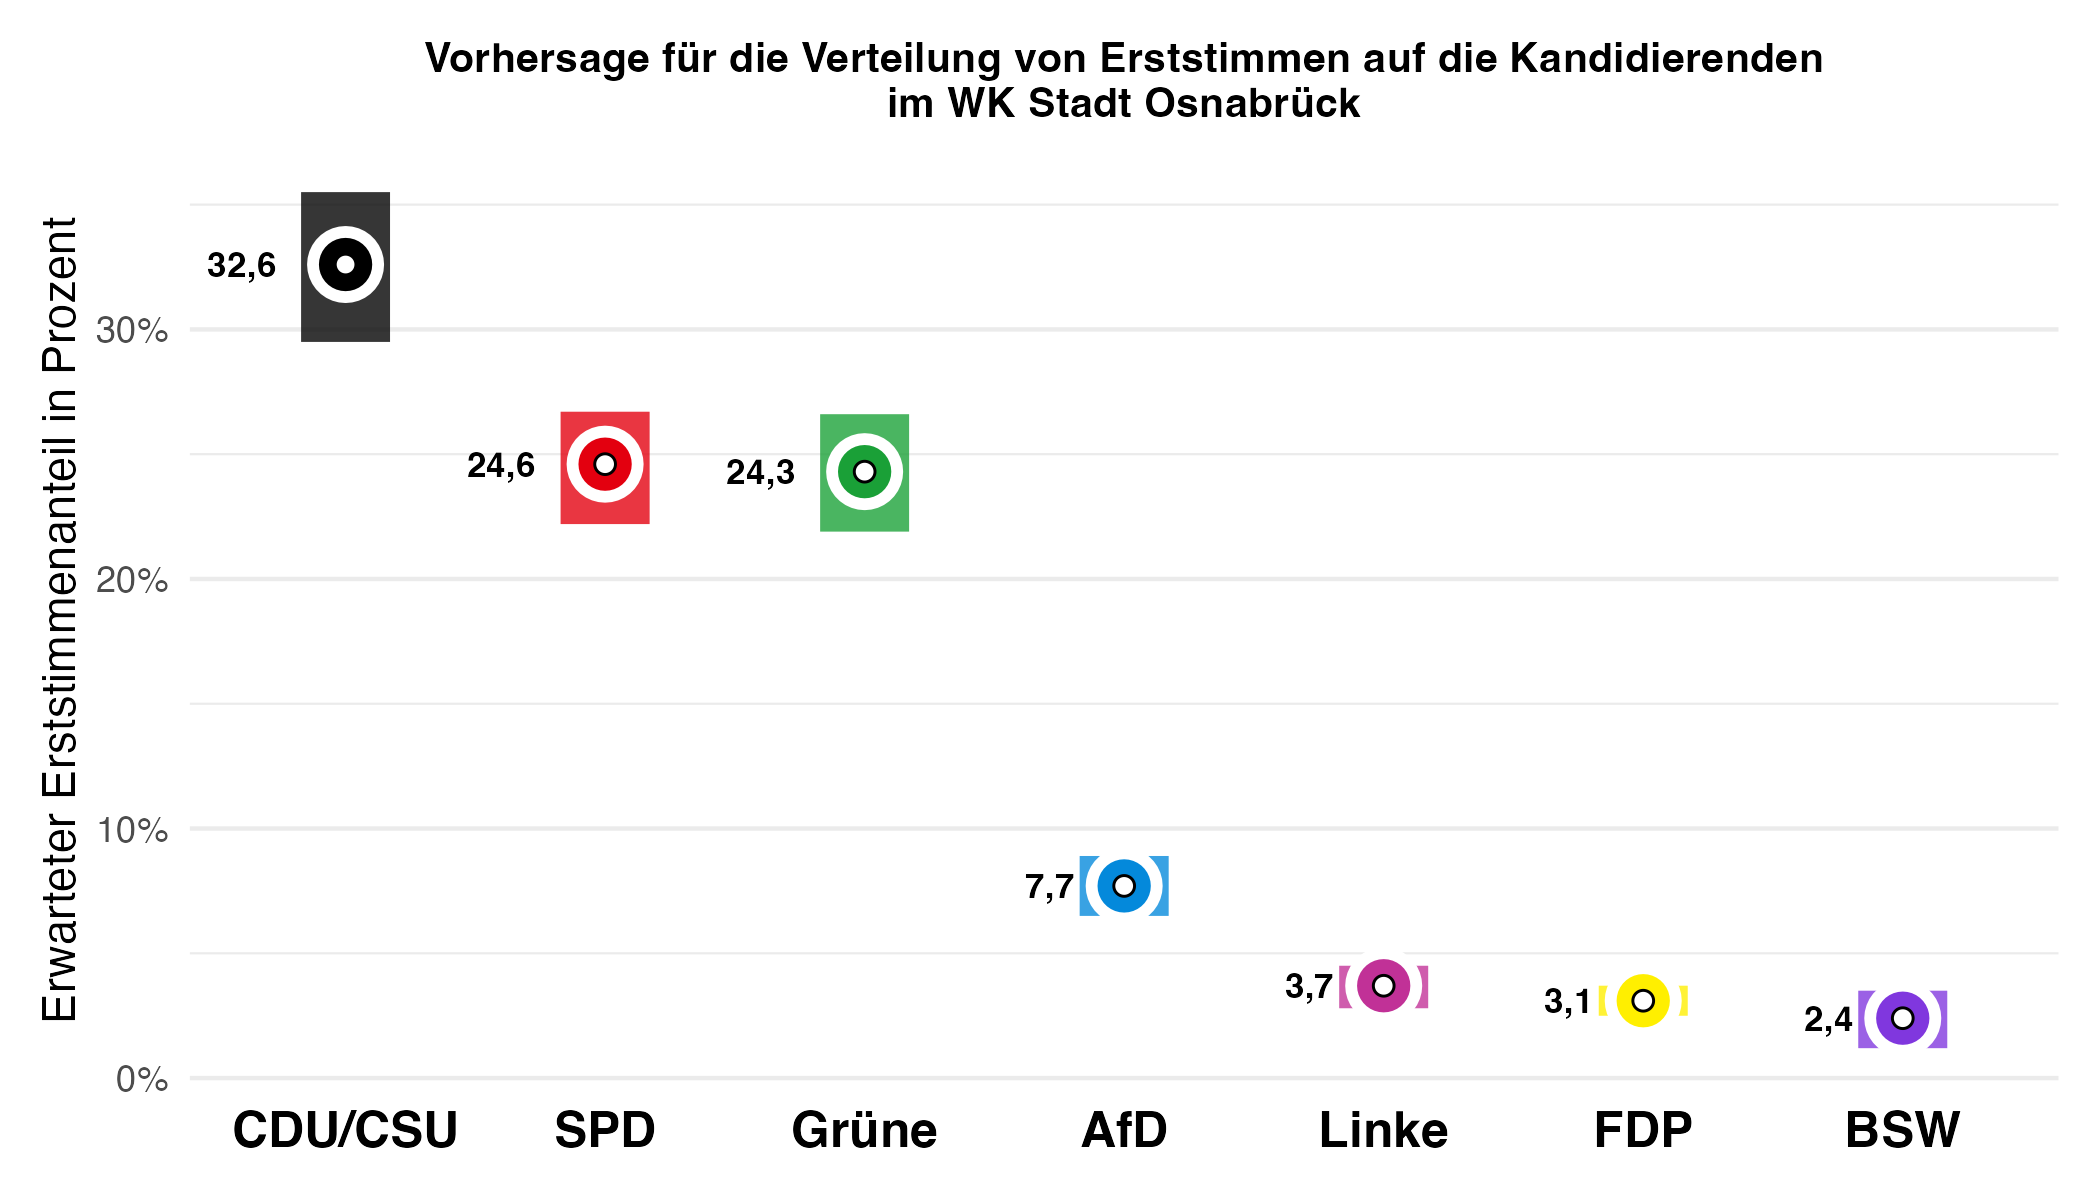 Vorhersage für die Verteilung von Erststimmen auf die Kandidierenden
im WK Stadt Osnabrück
Erwarteter Erststimmenanteil in Prozent
30%
20%
10%
0%
32,6
24,6
24,3
7,7
3,7
3,1
2,4
CDU/CSU
SPD
Grüne
AfD
Linke
FDP
BSW